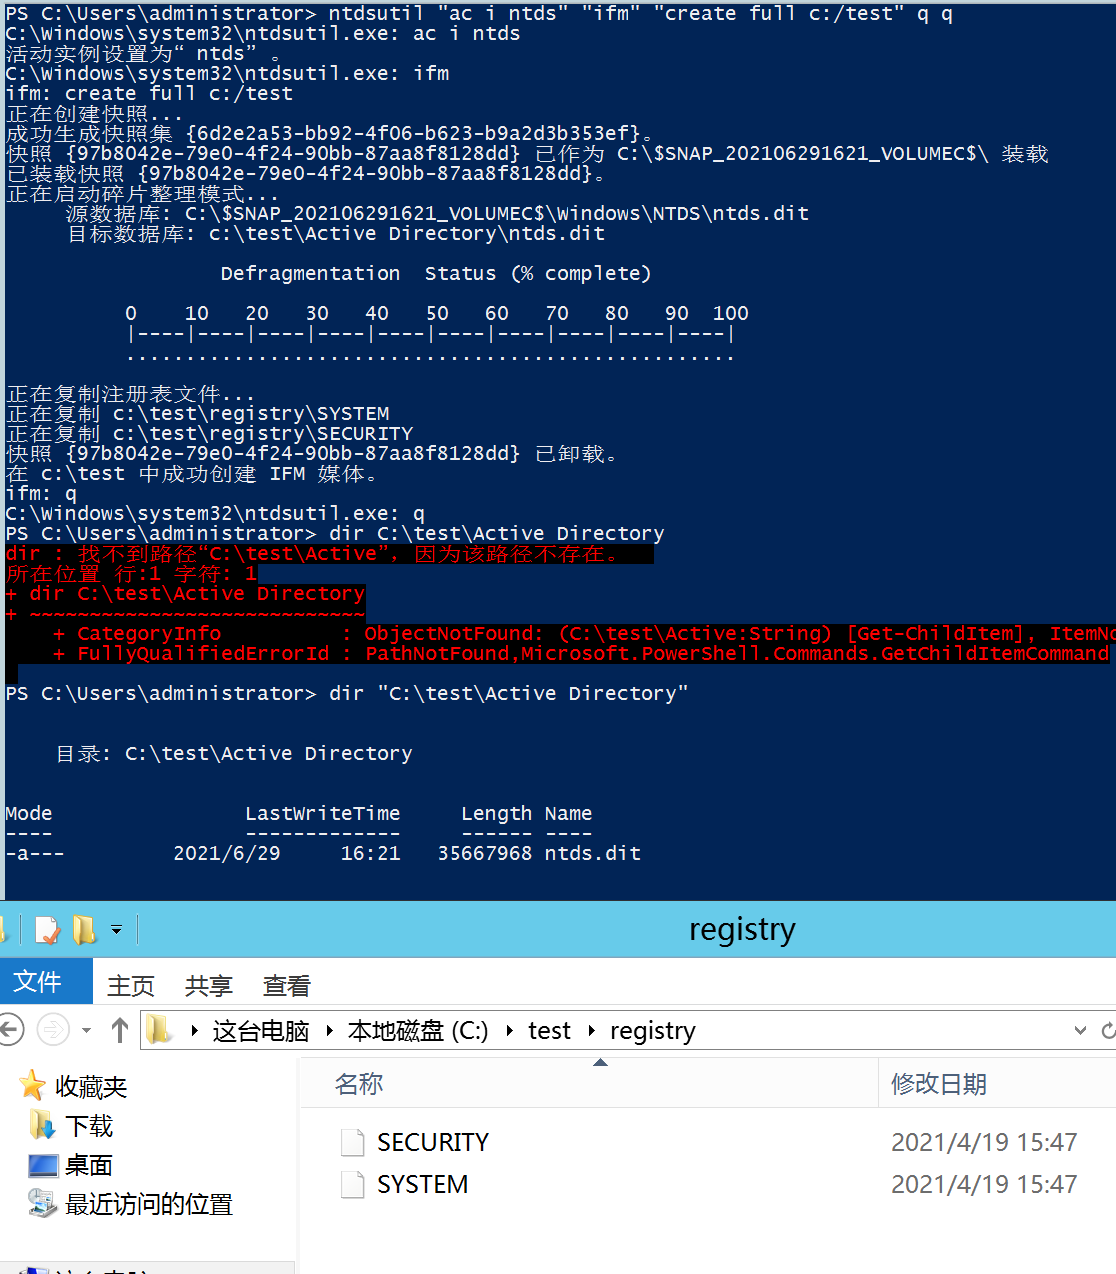 PS C:\Users\administrator> ntdsutil "ac i ntds" "ifm" "create full c:/test" q q
C:\Windows\system32\ntdsutil.exe: ac i ntds
活动实例设置为“ntds”。
C:\Windows\system32\ntdsutil.exe: ifm
ifm: create full c:/test
正在创建快照...
成功生成快照集 {6d2e2a53-bb92-4f06-b623-b9a2d3b353ef}。
快照 {97b8042e-79e0-4f24-90bb-87aa8f8128dd} 已作为 C:\$SNAP_202106291621_VOLUMEC$\ 装载
已装载快照 {97b8042e-79e0-4f24-90bb-87aa8f8128dd}。
正在启动碎片整理模式...
源数据库: C:\$SNAP_202106291621_VOLUMEC$\Windows\NTDS\ntds.dit
目标数据库: c:\test\Active Directory\ntds.dit
Defragmentation  Status (% complete)
0    10   20   30   40   50   60   70   80   90  100
|----|----|----|----|----|----|----|----|----|----|
...................................................
正在复制注册表文件...
正在复制 c:\test\registry\SYSTEM
正在复制 c:\test\registry\SECURITY
快照 {97b8042e-79e0-4f24-90bb-87aa8f8128dd} 已卸载。
在 c:\test 中成功创建 IFM 媒体。
ifm: q
C:\Windows\system32\ntdsutil.exe: q
PS C:\Users\administrator> dir C:\test\Active Directory
dir : 找不到路径“C:\test\Active”，因为该路径不存在。
所在位置 行:1 字符: 1
+ dir C:\test\Active Directory
+ ~~~~~~~~~~~~~~~~~~~~~~~~~~~~
+ CategoryInfo          : ObjectNotFound: (C:\test\Active:String) [Get-ChildItem], ItemNo
+ FullyQualifiedErrorId : PathNotFound,Microsoft.PowerShell.Commands.GetChildItemCommand
PS C:\Users\administrator> dir "C:\test\Active Directory"
目录: C:\test\Active Directory
Mode                LastWriteTime     Length Name
----                -------------     ------ ----
-a---         2021/6/29     16:21   35667968 ntds.dit
registry
文件 主页 共享 查看
这台电脑 本地磁盘 (C:) test registry
名称 修改日期
收藏夹
下载
桌面
最近访问的位置
SECURITY 2021/4/19 15:47
SYSTEM 2021/4/19 15:47